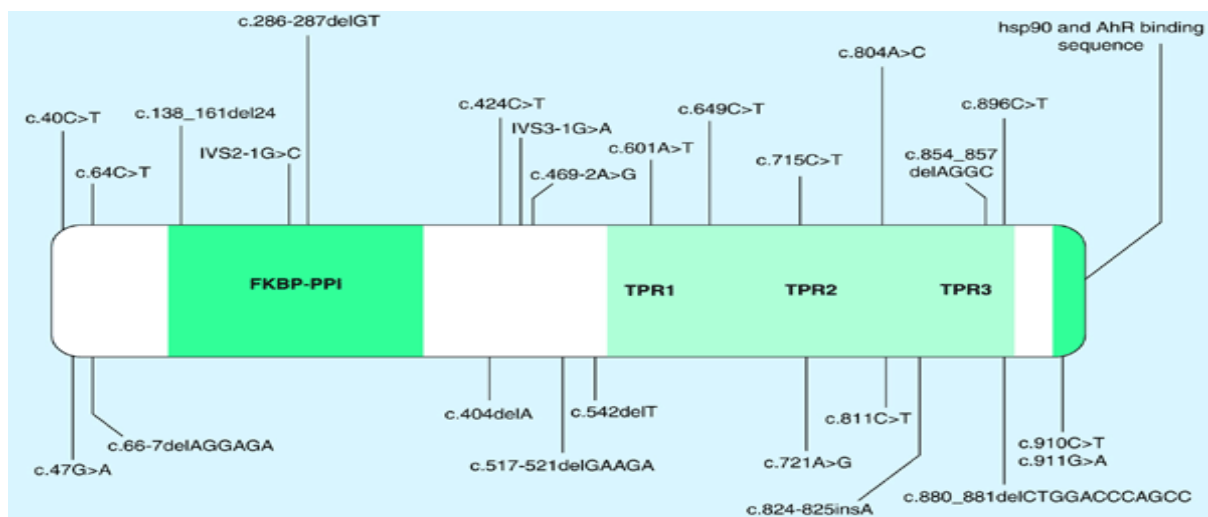 c.286-287delGT
hsp90 and AhR binding
sequence
c.804A>C
c.40C>T
c.138_161del24
c.424C>T
c.649C>T
c.896C>T
IVS3-1G>A
IVS2-1G>C
c.601A>T
c.64C>T
c.469-2A>G
c.715C>T
c.854_857
delAGGC
FKBP-PPI
TPR1
TPR2
TPR3
c.404delA
c.542delT
c.811C>T
c.66-7delAGGAGA
c.47G>A
c.517-521delGAAGA
c.721A>G
c.910C>T
c.911G>A
c.824-825insA
c.880_881delCTGGACCCAGCC